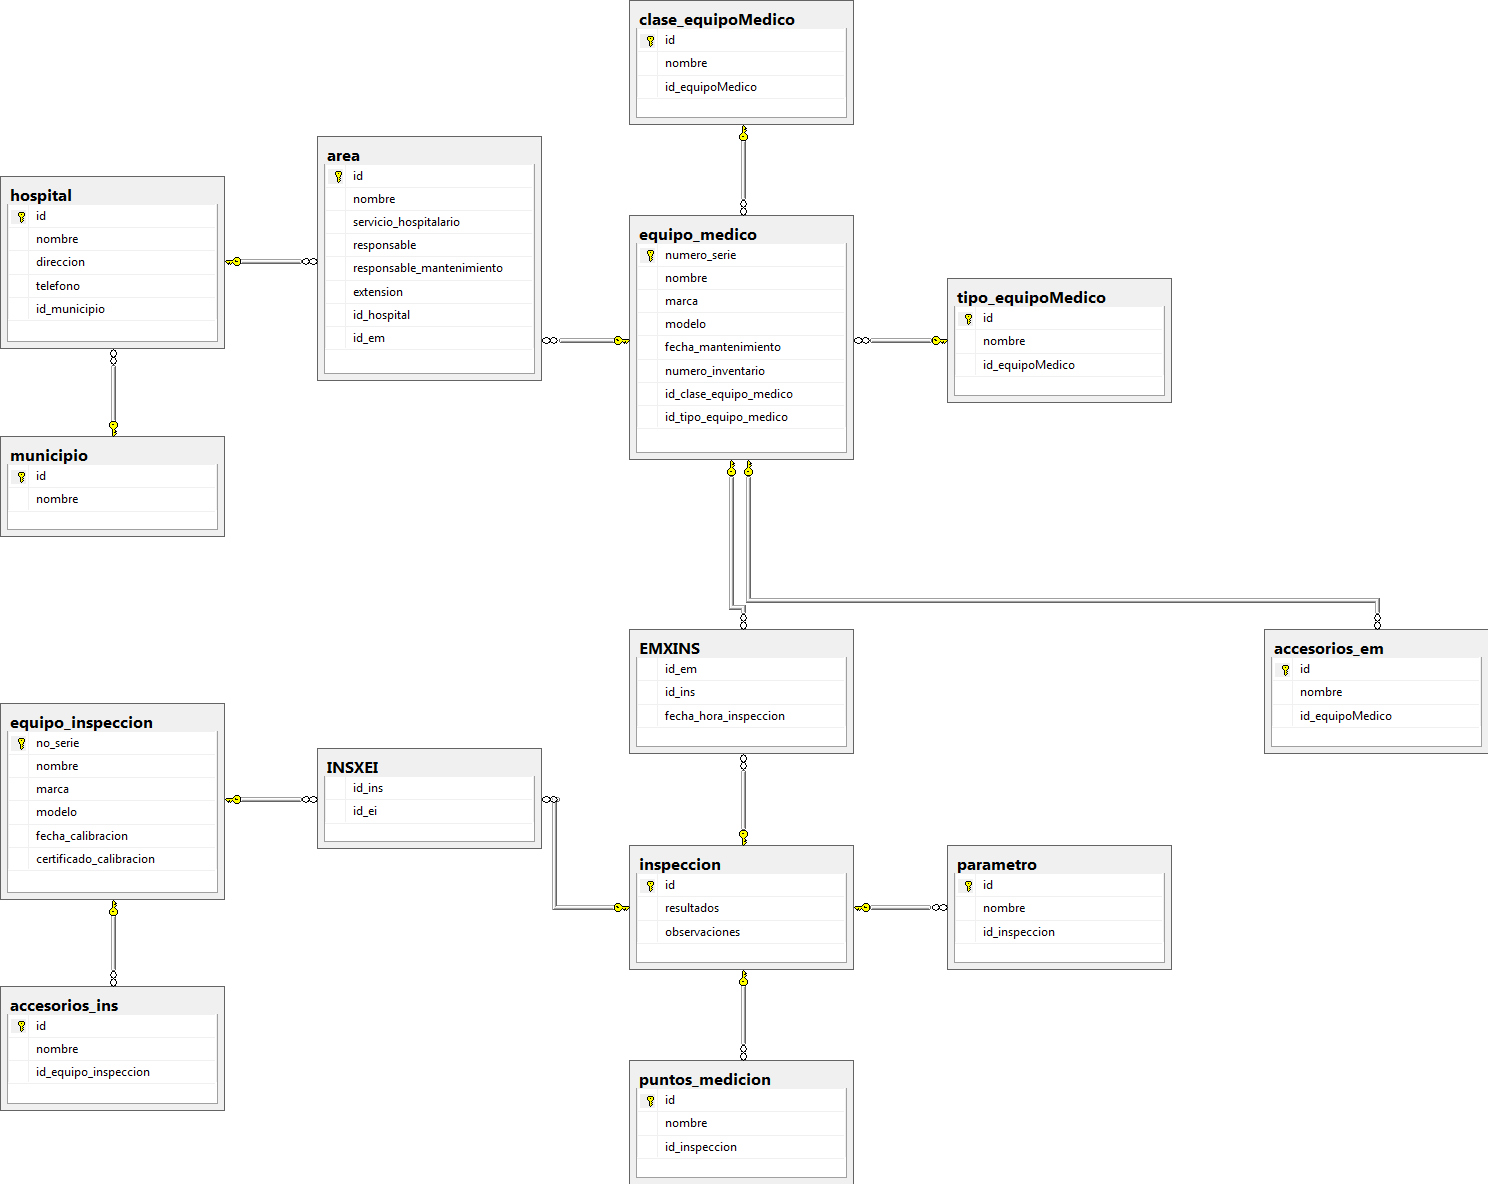 clase_equipoMedico
id
nombre
id_equipoMedico
area
id
nombre
servicio_hospitalario
responsable
responsable_mantenimiento
extension
id_hospital
id_em
hospital
id
nombre
direccion
telefono
id_municipio
equipo_medico
numero_serie
nombre
marca
modelo
fecha_mantenimiento
numero_inventario
id_clase_equipo_medico
id_tipo_equipo_medico
tipo_equipoMedico
id
nombre
id_equipoMedico
municipio
id
nombre
EMXINS
id_em
id_ins
fecha_hora_inspeccion
accesorios_em
id
nombre
id_equipoMedico
equipo_inspeccion
no_serie
nombre
marca
modelo
fecha_calibracion
certificado_calibracion
INSXEI
id_ins
id_ei
inspeccion
id
resultados
observaciones
parametro
id
nombre
id_inspeccion
accesorios_ins
id
nombre
id_equipo_inspeccion
puntos_medicion
id
nombre
id_inspeccion